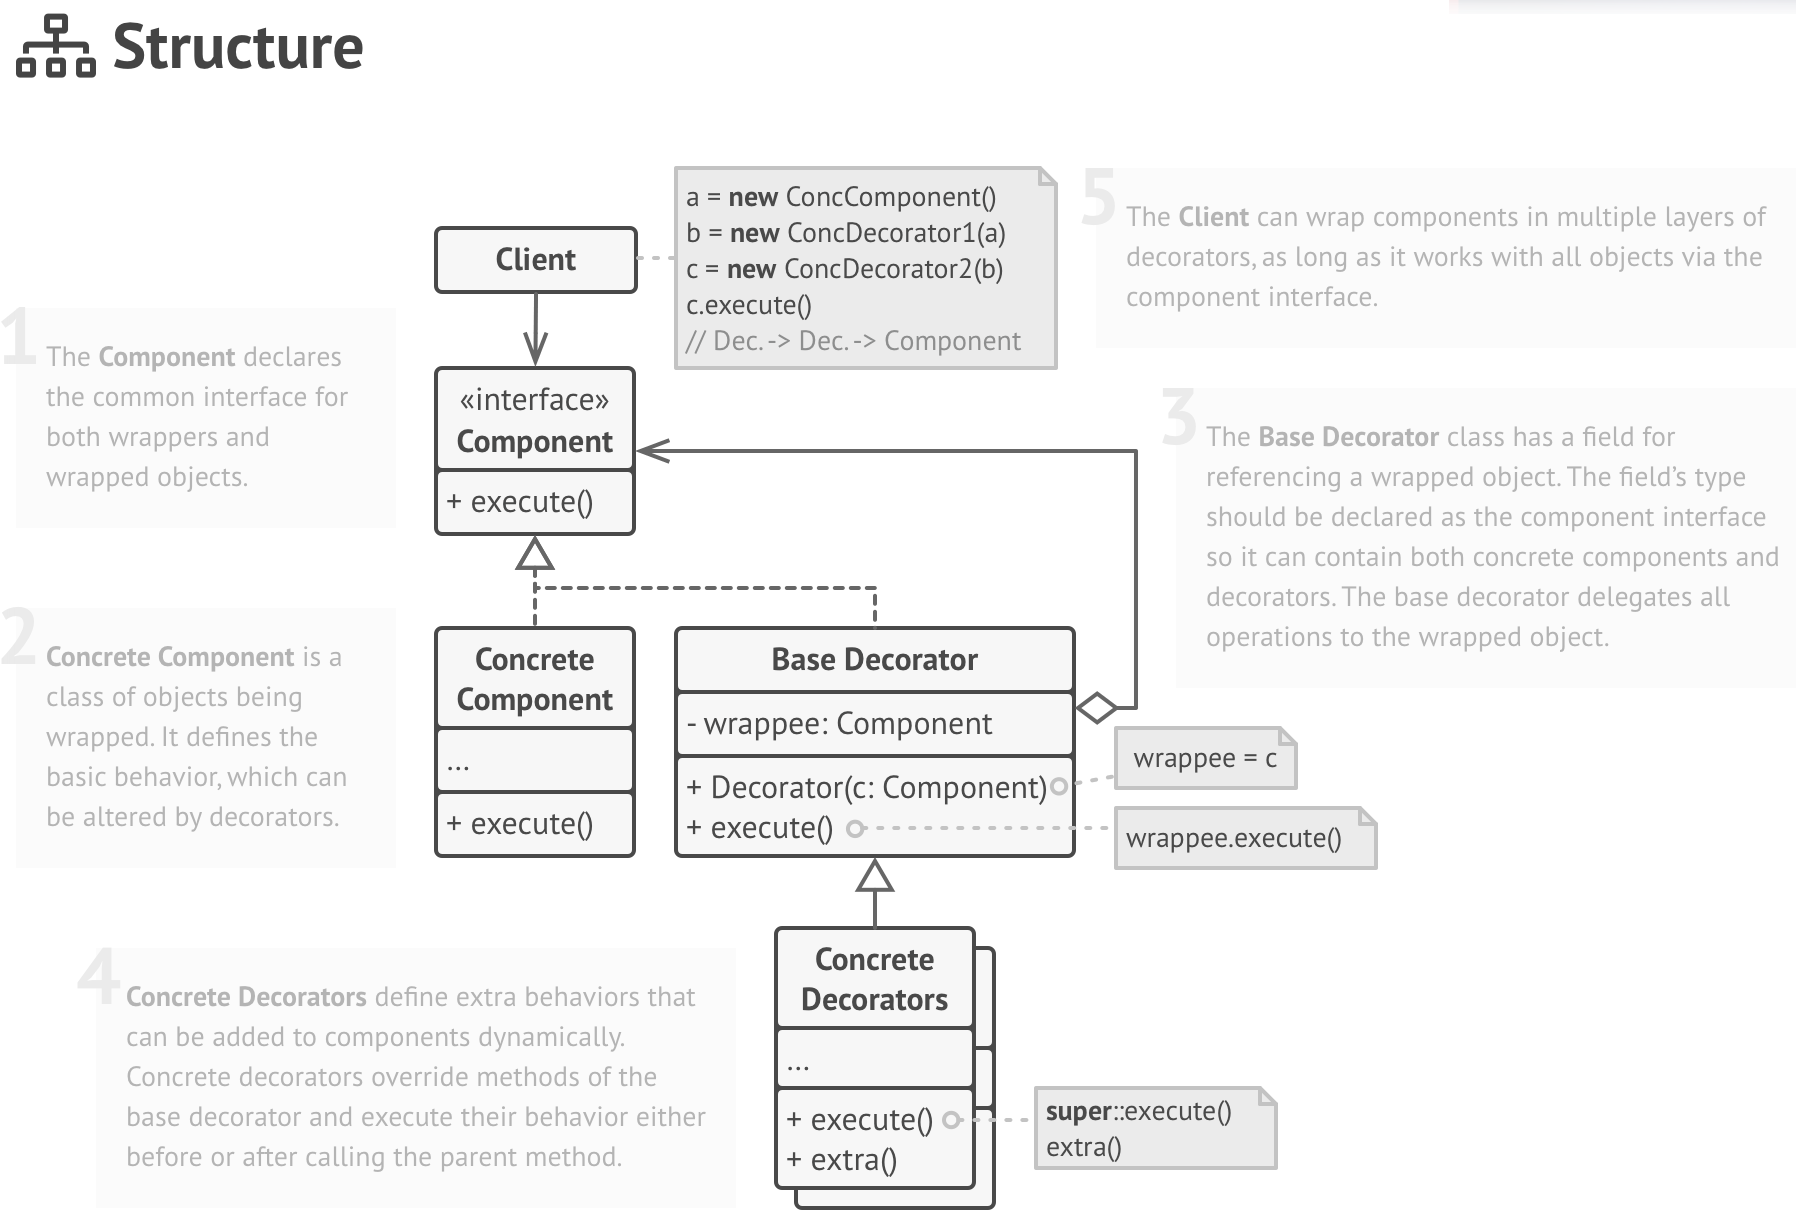 Structure
Client
a = new ConcComponent()
b = new ConcDecorator1(a)
c = new ConcDecorator2(b)
c.execute()
// Dec. -> Dec. -> Component
5
The Client can wrap components in multiple layers of
decorators, as long as it works with all objects via the
component interface.
1
The Component declares
the common interface for
both wrappers and
wrapped objects.
«interface»
Component
+ execute()
3
The Base Decorator class has a field for
referencing a wrapped object. The field’s type
should be declared as the component interface
so it can contain both concrete components and
decorators. The base decorator delegates all
operations to the wrapped object.
2
Concrete Component is a
class of objects being
wrapped. It defines the
basic behavior, which can
be altered by decorators.
Concrete
Component
...
+ execute()
Base Decorator
- wrappee: Component
+ Decorator(c: Component)
+ execute()
wrappee = c
wrappee.execute()
4
Concrete Decorators define extra behaviors that
can be added to components dynamically.
Concrete decorators override methods of the
base decorator and execute their behavior either
before or after calling the parent method.
Concrete
Decorators
...
+ execute()
+ extra()
super::execute()
extra()